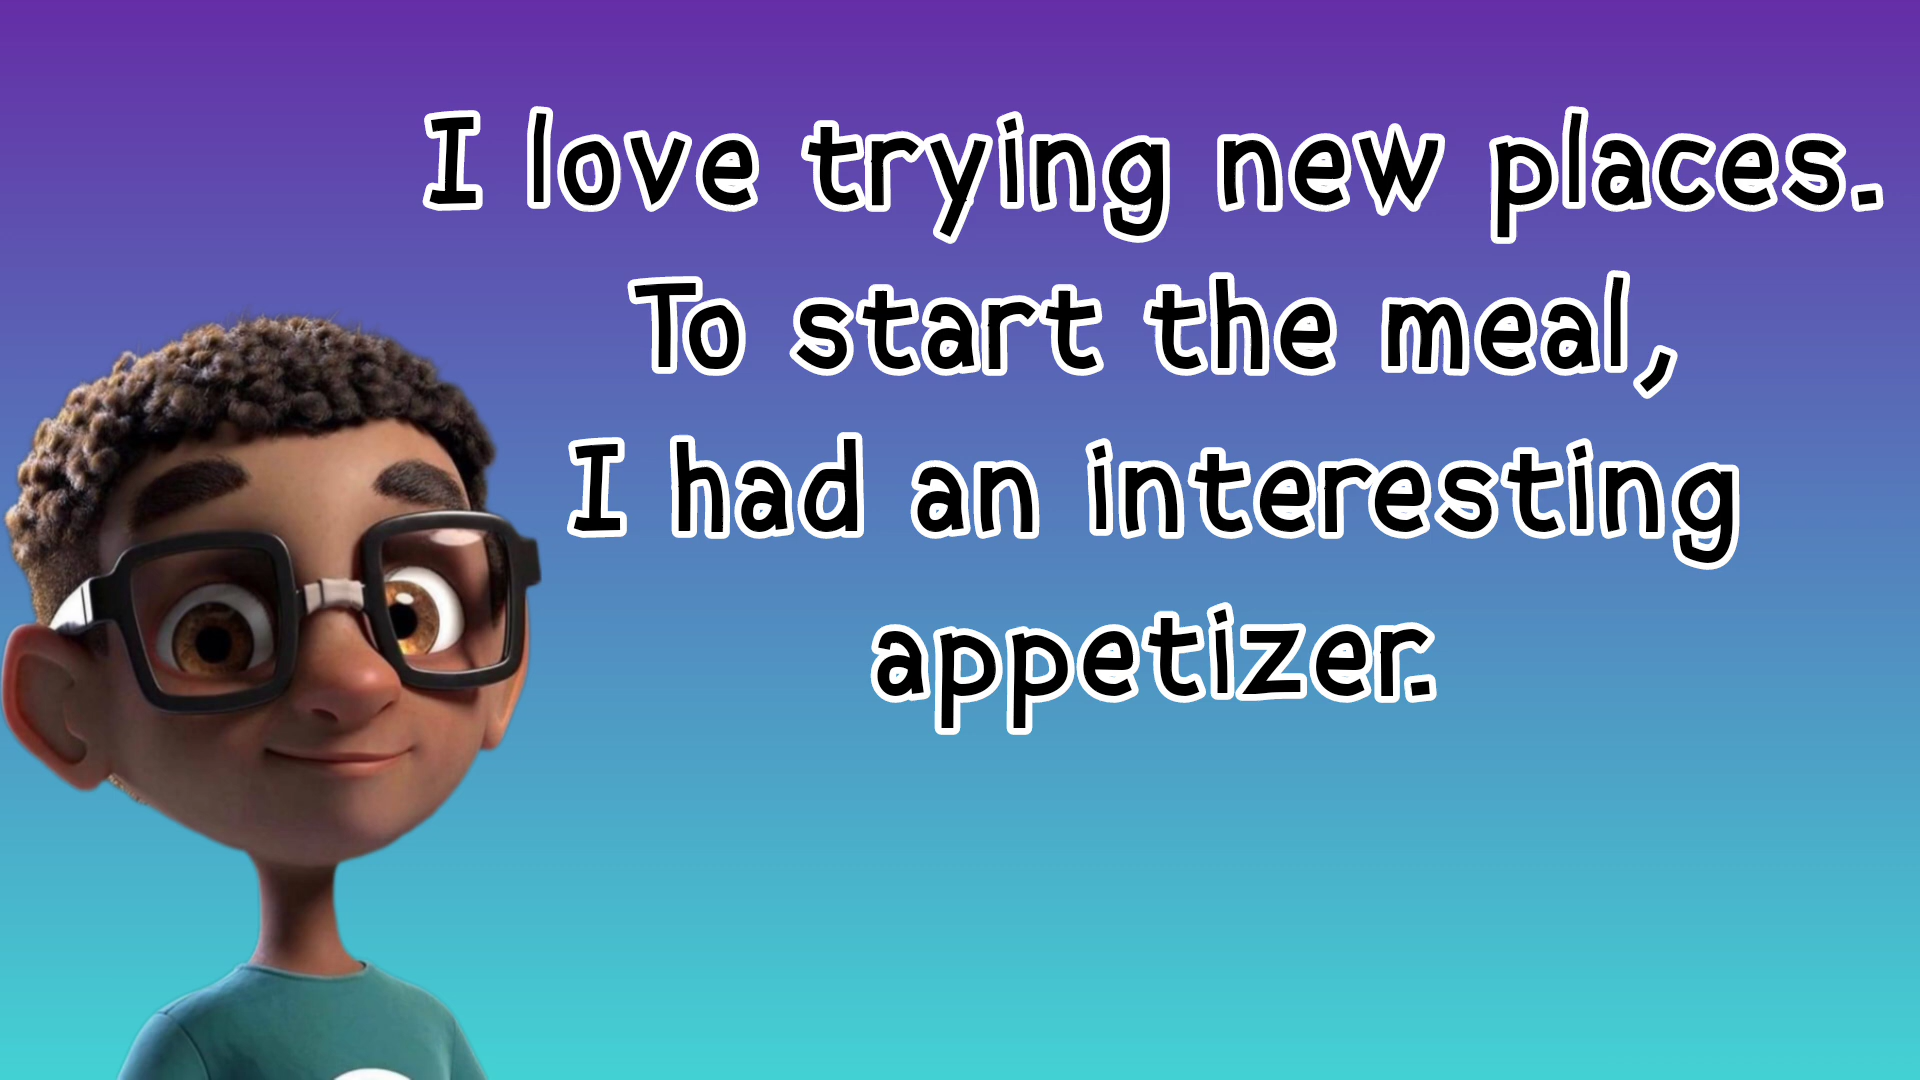 I love trying new places.
To start the meal,
I had an interesting
appetizer.